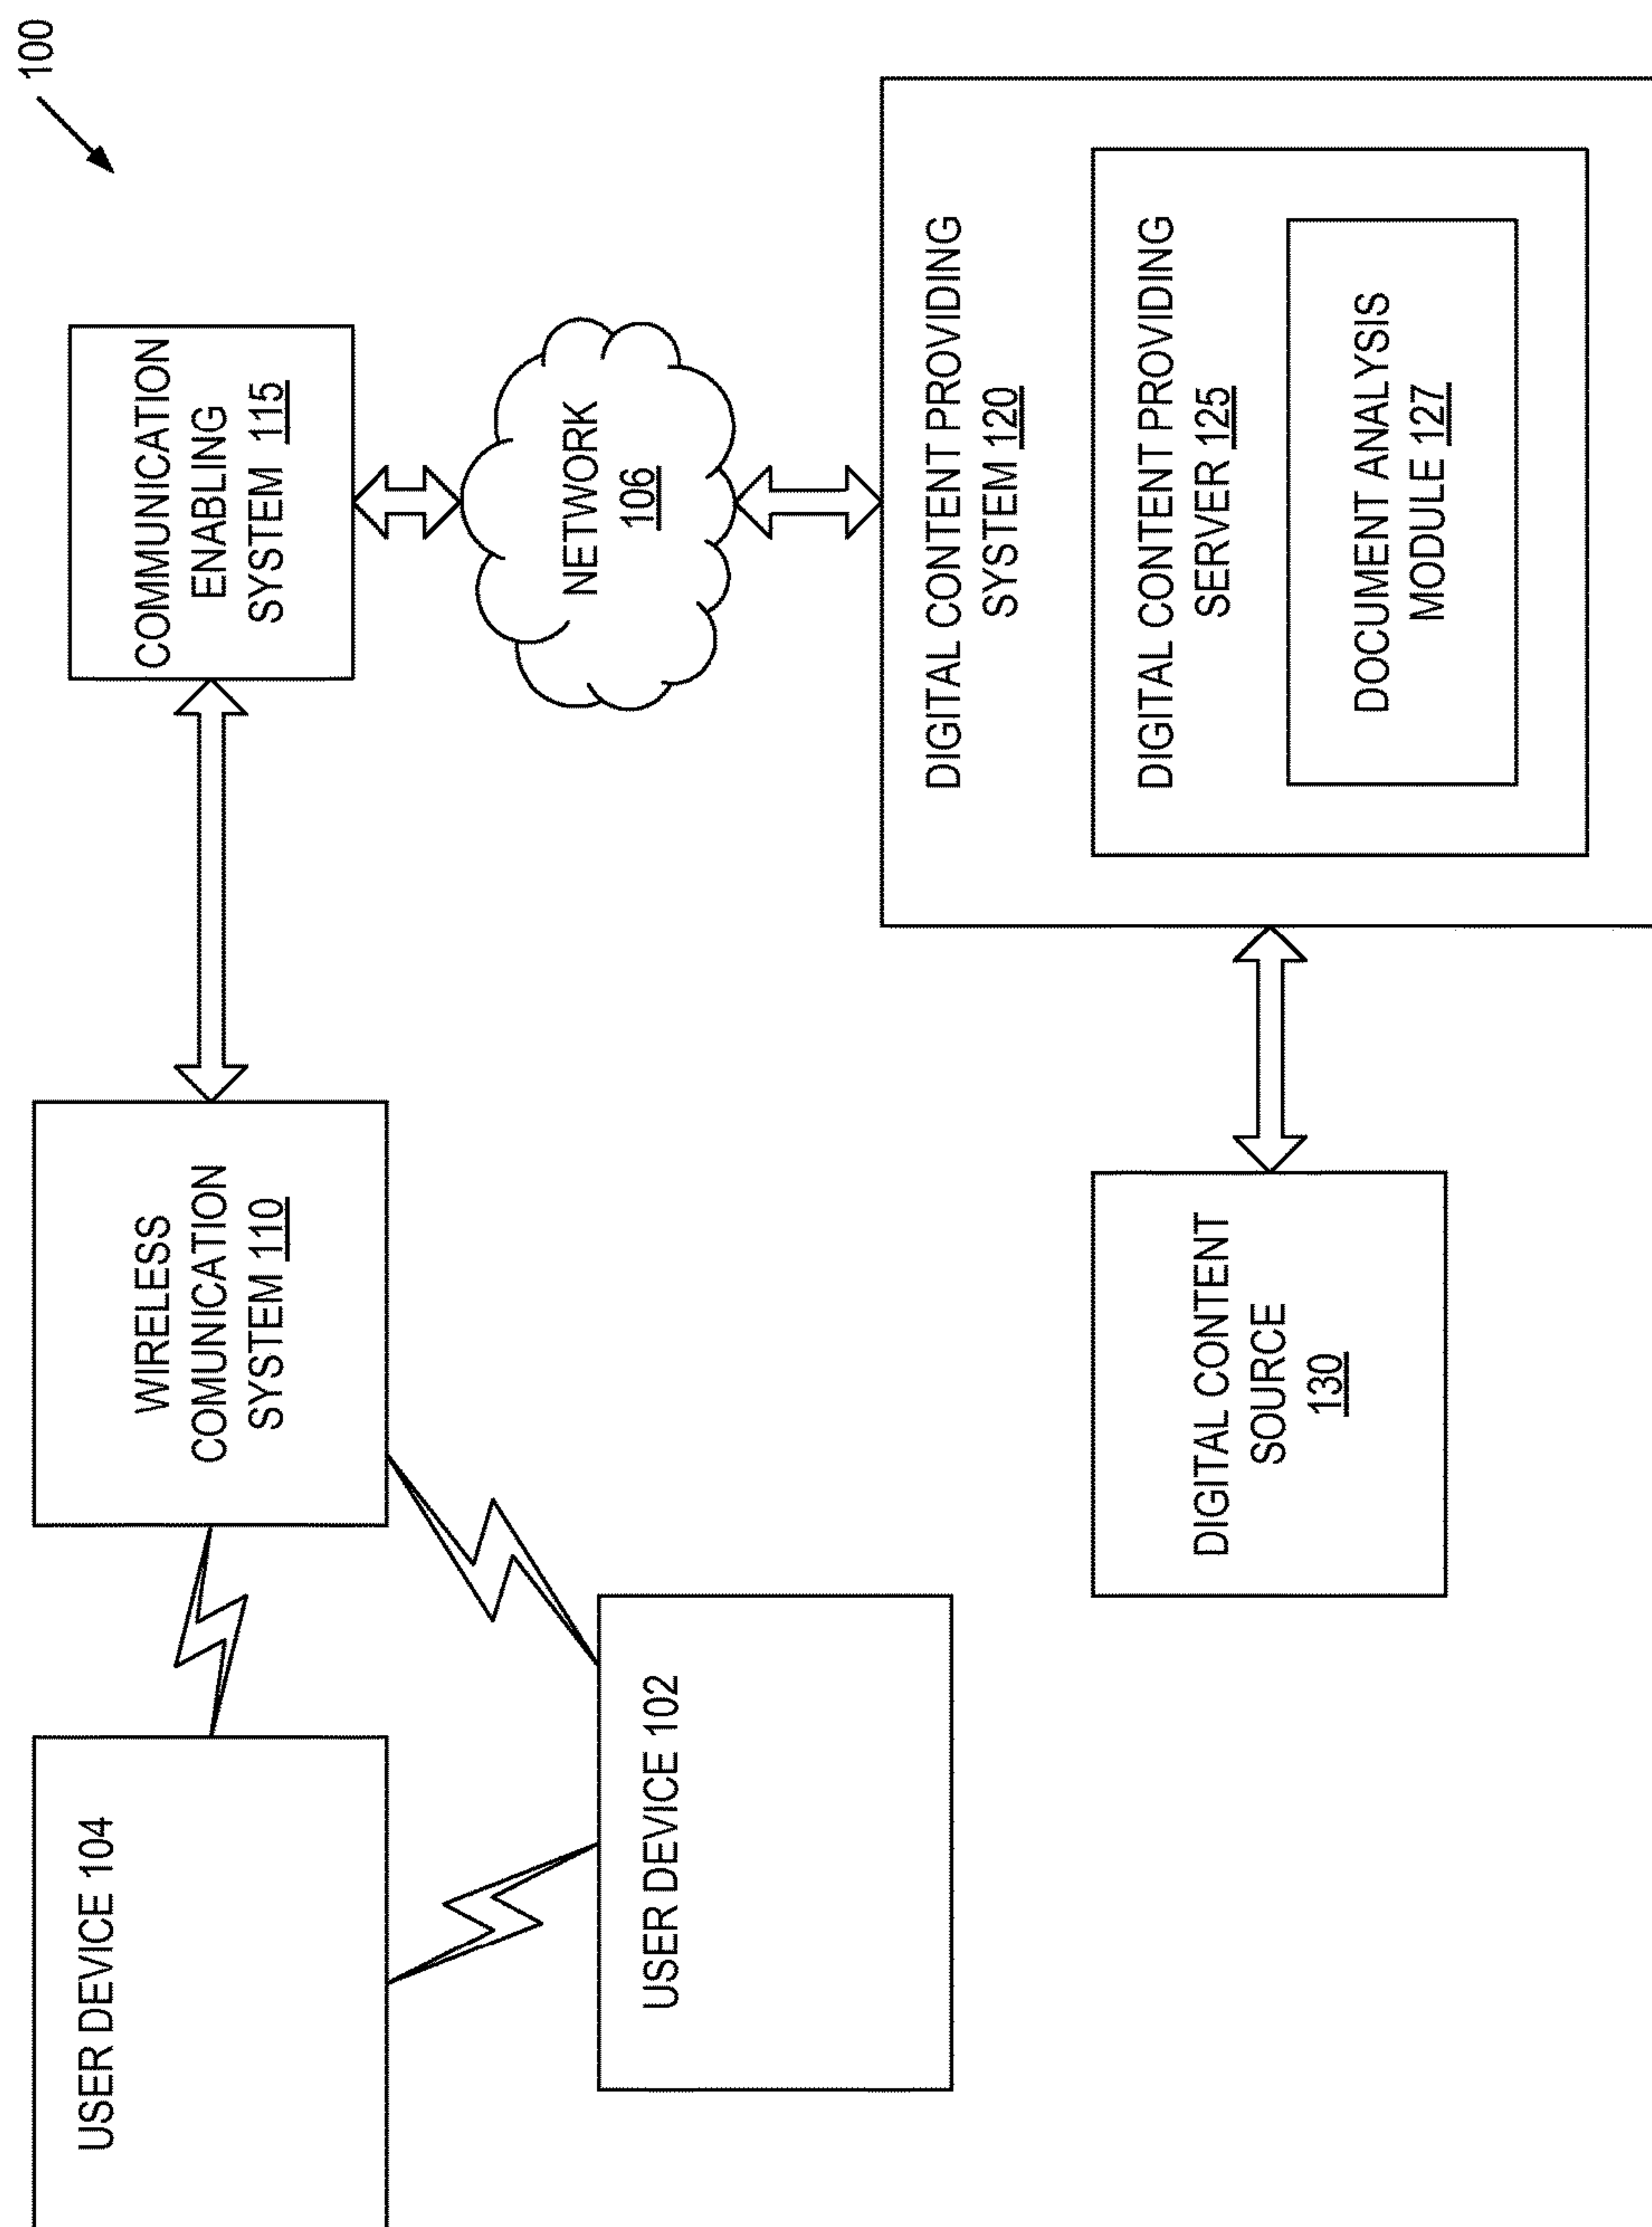 100
USER DEVICE 104
WIRELESS
COMUNICATION
SYSTEM 110
COMMUNICATION
ENABLING
SYSTEM 115
USER DEVICE 102
NETWORK
106
DIGITAL CONTENT
SOURCE
130
DIGITAL CONTENT PROVIDING
SYSTEM 120
DIGITAL CONTENT PROVIDING
SERVER 125
DOCUMENT ANALYSIS
MODULE 127